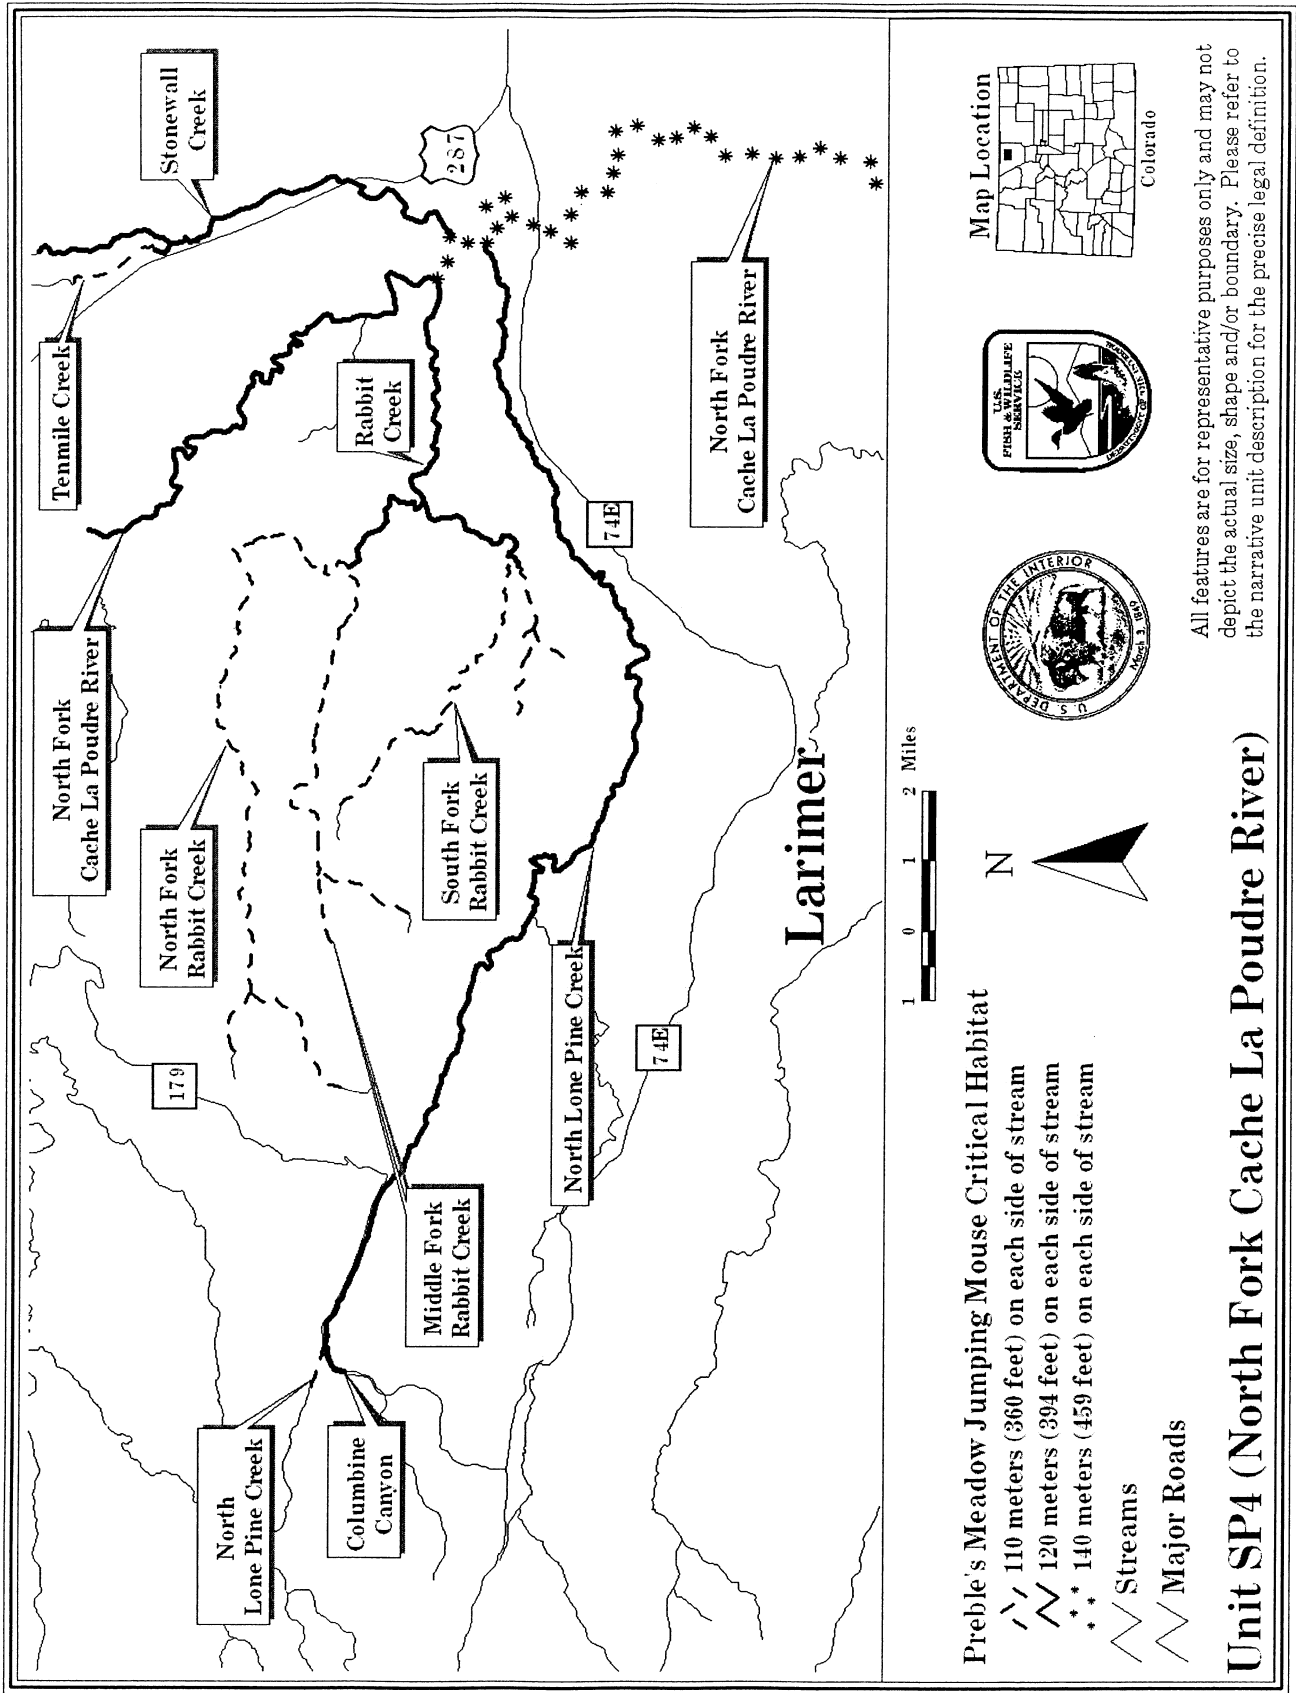 Stonewall
Creek
Tenmile Creek
287
North Fork
Cache La Poudre River
Rabbit
Creek
North Fork
Cache La Poudre River
74E
North Fork
Rabbit Creek
South Fork
Rabbit Creek
Larimer
179
North Lone Pine Creek
74E
Middle Fork
Rabbit Creek
North
Lone Pine Creek
Columbine
Canyon
Preble's Meadow Jumping Mouse Critical Habitat
110 meters (360 feet) on each side of stream
120 meters (394 feet) on each side of stream
140 meters (459 feet) on each side of stream
Streams
Major Roads
1 0 1 2 Miles
N
U.S. DEPARTMENT OF THE INTERIOR
March 3, 1849
U.S.
FISH & WILDLIFE
SERVICE
DEPARTMENT OF THE INTERIOR
Map Location
Colorado
All features are for representative purposes only and may not
depict the actual size, shape and/or boundary. Please refer to
the narrative unit description for the precise legal definition.
Unit SP4 (North Fork Cache La Poudre River)